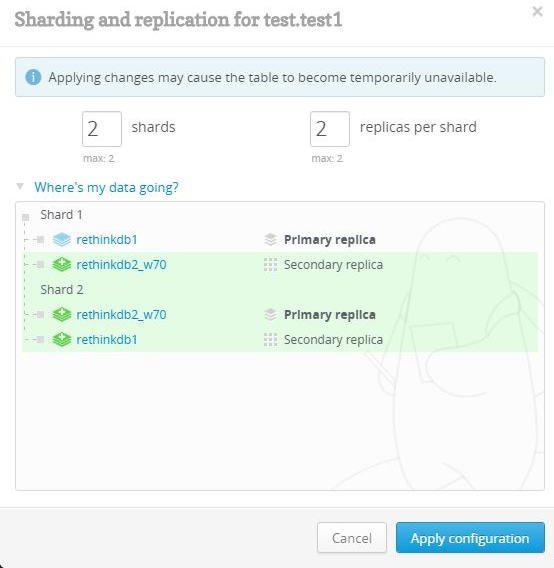 Sharding and replication for test.test1
×
Applying changes may cause the table to become temporarily unavailable.
2 shards 2 replicas per shard
max: 2 max: 2
Where's my data going?
Shard 1
rethinkdb1 Primary replica
rethinkdb2_w70 Secondary replica
Shard 2
rethinkdb2_w70 Primary replica
rethinkdb1 Secondary replica
Cancel Apply configuration